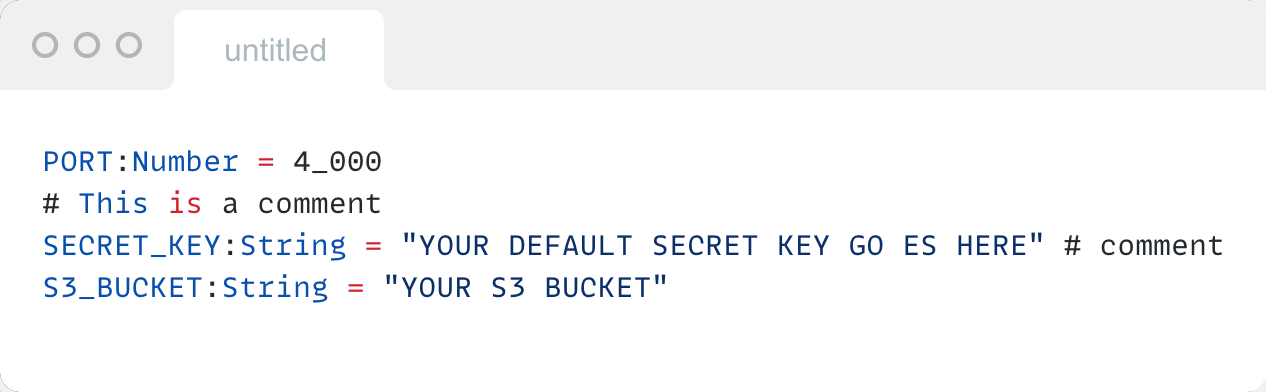 untitled
PORT:Number = 4_000
# This is a comment
SECRET_KEY:String = "YOUR DEFAULT SECRET KEY GO ES HERE" # comment
S3_BUCKET:String = "YOUR S3 BUCKET"